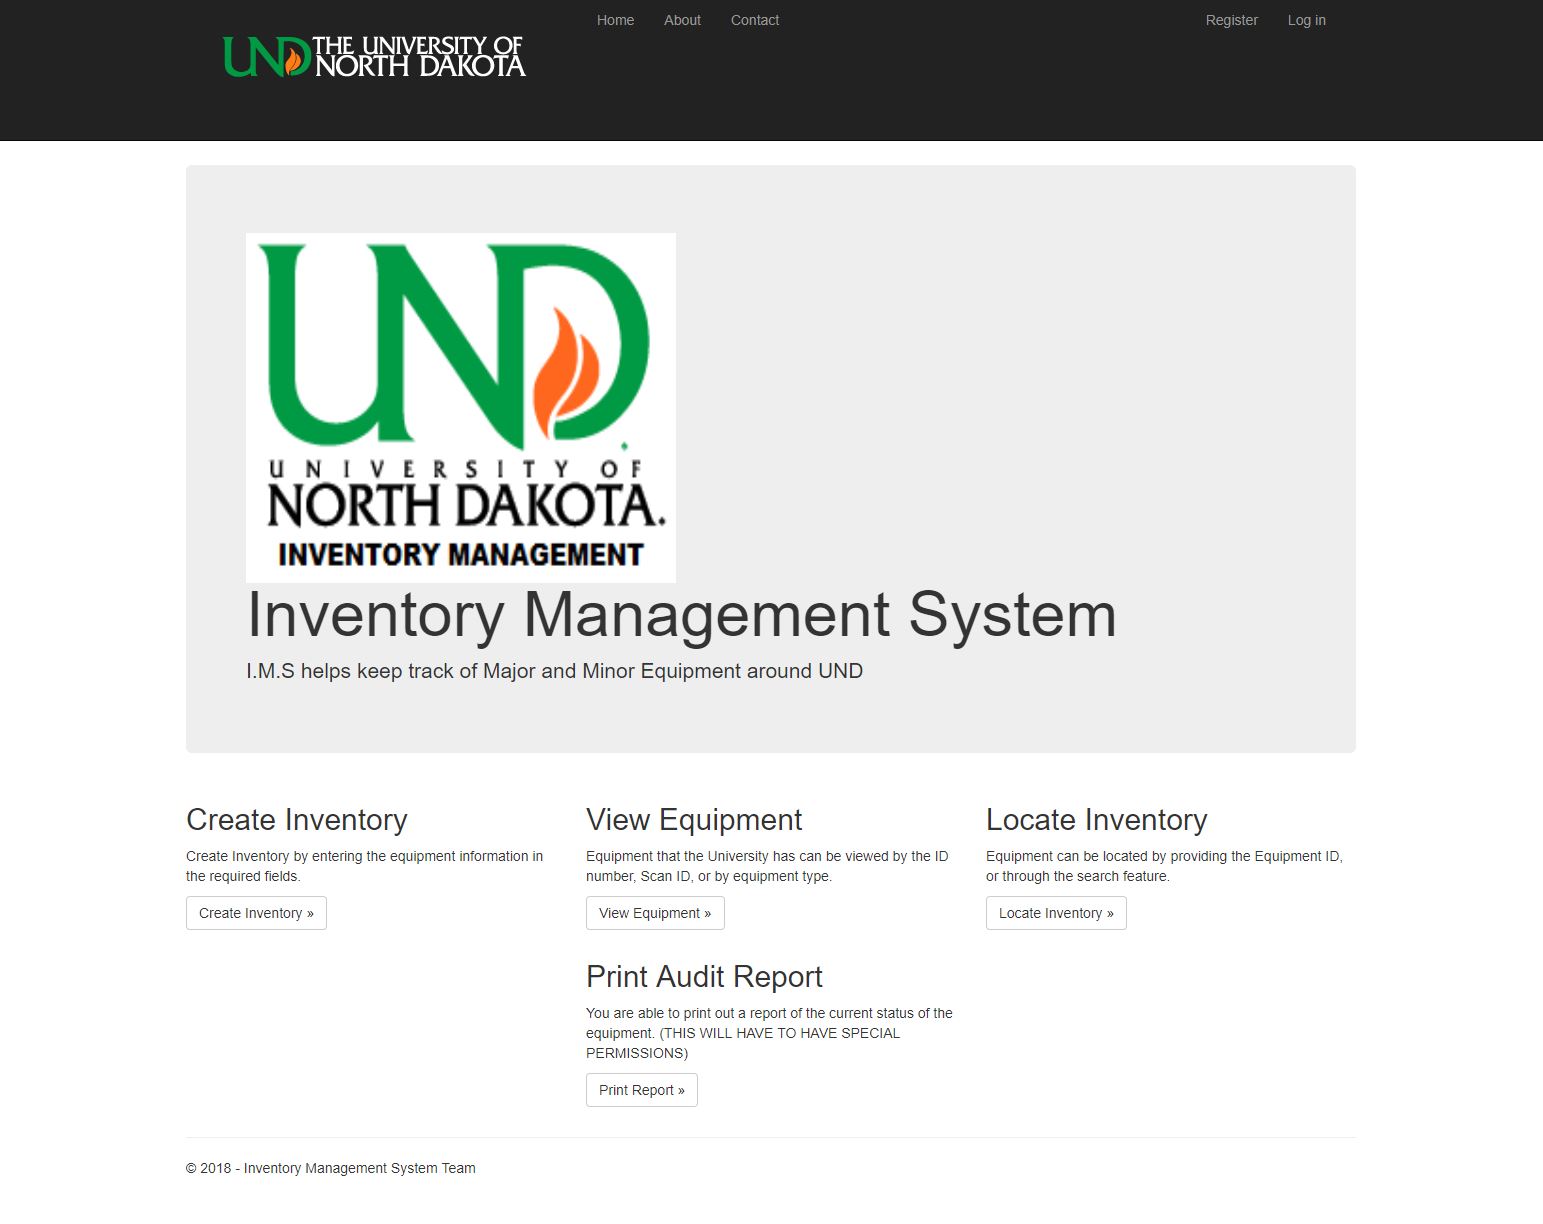 Home About Contact Register Log in
UND THE UNIVERSITY OF
NORTH DAKOTA
UND
UNIVERSITY OF
NORTH DAKOTA.
INVENTORY MANAGEMENT
Inventory Management System
I.M.S helps keep track of Major and Minor Equipment around UND
Create Inventory
Create Inventory by entering the equipment information in
the required fields.
Create Inventory »
View Equipment
Equipment that the University has can be viewed by the ID
number, Scan ID, or by equipment type.
View Equipment »
Locate Inventory
Equipment can be located by providing the Equipment ID,
or through the search feature.
Locate Inventory »
Print Audit Report
You are able to print out a report of the current status of the
equipment. (THIS WILL HAVE TO HAVE SPECIAL
PERMISSIONS)
Print Report »
© 2018 - Inventory Management System Team